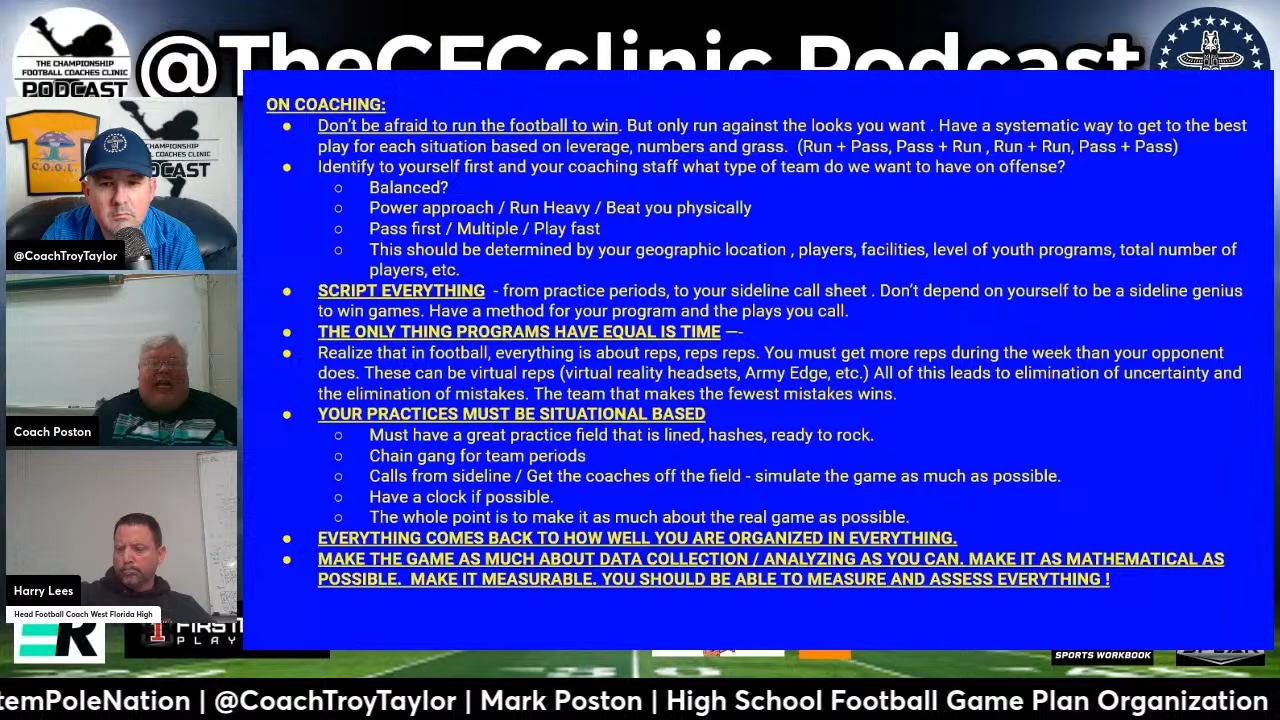 THE CHAMPIONSHIP
FOOTBALL COACHES CLINIC
PODCAST
@TheCFCclinic Podcast
C.O.O.L.
CHAMPIONSHIP
COACHES CLINIC
CAST
@CoachTroyTaylor
Coach Poston
Harry Lees
Head Football Coach West Florida High
ON COACHING:
● Don't be afraid to run the football to win. But only run against the looks you want . Have a systematic way to get to the best
play for each situation based on leverage, numbers and grass. (Run + Pass, Pass + Run , Run + Run, Pass + Pass)
● Identify to yourself first and your coaching staff what type of team do we want to have on offense?
○ Balanced?
○ Power approach / Run Heavy / Beat you physically
○ Pass first / Multiple / Play fast
○ This should be determined by your geographic location , players, facilities, level of youth programs, total number of
players, etc.
● SCRIPT EVERYTHING - from practice periods, to your sideline call sheet . Don't depend on yourself to be a sideline genius
to win games. Have a method for your program and the plays you call.
● THE ONLY THING PROGRAMS HAVE EQUAL IS TIME —-
● Realize that in football, everything is about reps, reps reps. You must get more reps during the week than your opponent
does. These can be virtual reps (virtual reality headsets, Army Edge, etc.) All of this leads to elimination of uncertainty and
the elimination of mistakes. The team that makes the fewest mistakes wins.
● YOUR PRACTICES MUST BE SITUATIONAL BASED
○ Must have a great practice field that is lined, hashes, ready to rock.
○ Chain gang for team periods
○ Calls from sideline / Get the coaches off the field - simulate the game as much as possible.
○ Have a clock if possible.
○ The whole point is to make it as much about the real game as possible.
● EVERYTHING COMES BACK TO HOW WELL YOU ARE ORGANIZED IN EVERYTHING.
● MAKE THE GAME AS MUCH ABOUT DATA COLLECTION / ANALYZING AS YOU CAN. MAKE IT AS MATHEMATICAL AS
POSSIBLE. MAKE IT MEASURABLE. YOU SHOULD BE ABLE TO MEASURE AND ASSESS EVERYTHING !
FIRST
PLAY
SPORTS WORKBOOK
temPoleNation | @CoachTroyTaylor | Mark Poston | High School Football Game Plan Organization